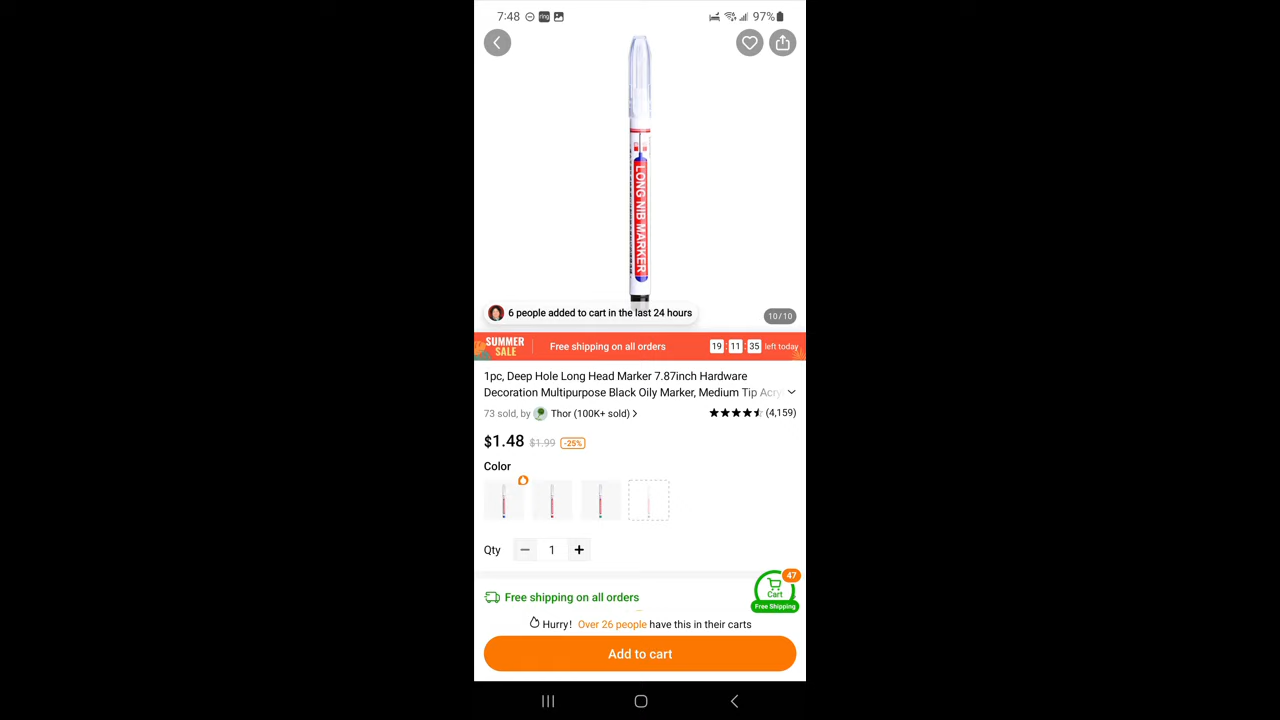 7:48
ring
97%
LONG NIB MARKER
6 people added to cart in the last 24 hours
10/10
SUMMER
SALE
Free shipping on all orders
19 : 11 : 35 left today
1pc, Deep Hole Long Head Marker 7.87inch Hardware
Decoration Multipurpose Black Oily Marker, Medium Tip Acry
73 sold, by Thor (100K+ sold) >
(4,159)
$1.48 $1.99 -25%
Color
Qty − 1 +
47
Cart
Free Shipping
Free shipping on all orders
Hurry! Over 26 people have this in their carts
Add to cart